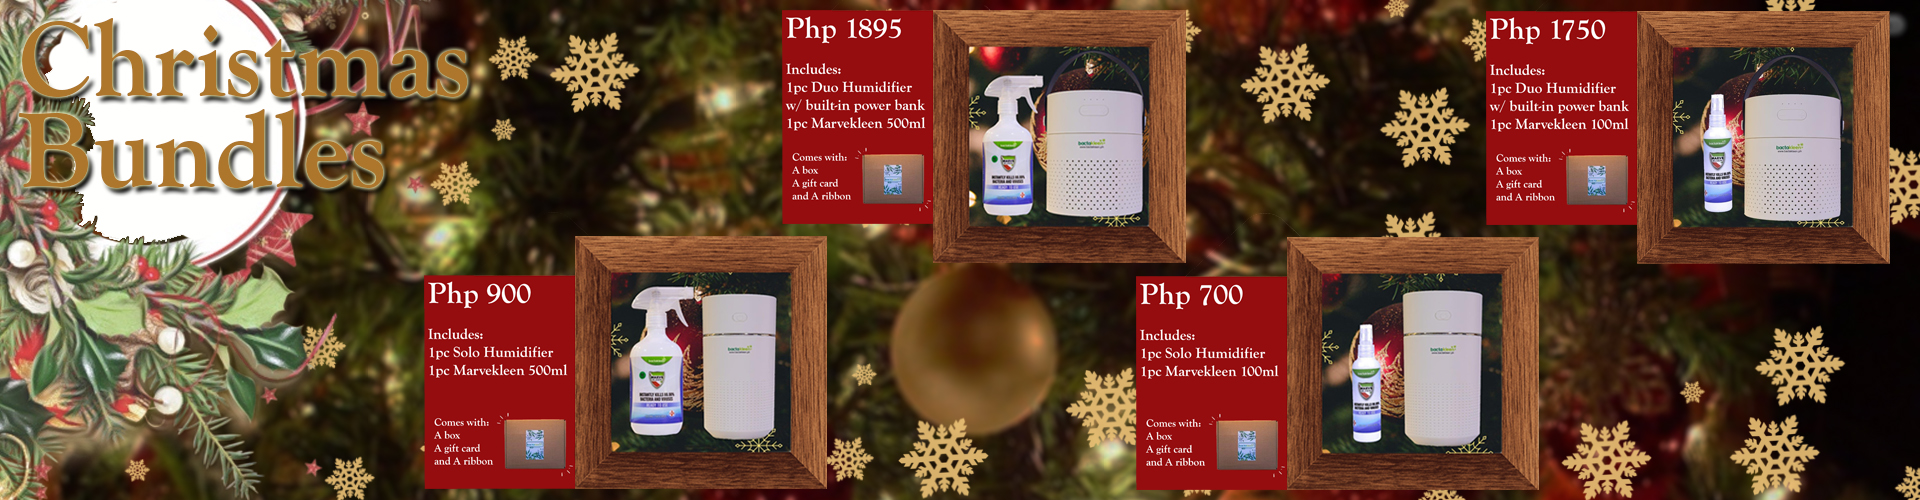 Christmas
Bundles
Php 900
Includes:
1pc Solo Humidifier
1pc Marvekleen 500ml
Comes with:
A box
A gift card
and A ribbon
Php 1895
Includes:
1pc Duo Humidifier
w/ built-in power bank
1pc Marvekleen 500ml
Comes with:
A box
A gift card
and A ribbon
Php 700
Includes:
1pc Solo Humidifier
1pc Marvekleen 100ml
Comes with:
A box
A gift card
and A ribbon
Php 1750
Includes:
1pc Duo Humidifier
w/ built-in power bank
1pc Marvekleen 100ml
Comes with:
A box
A gift card
and A ribbon